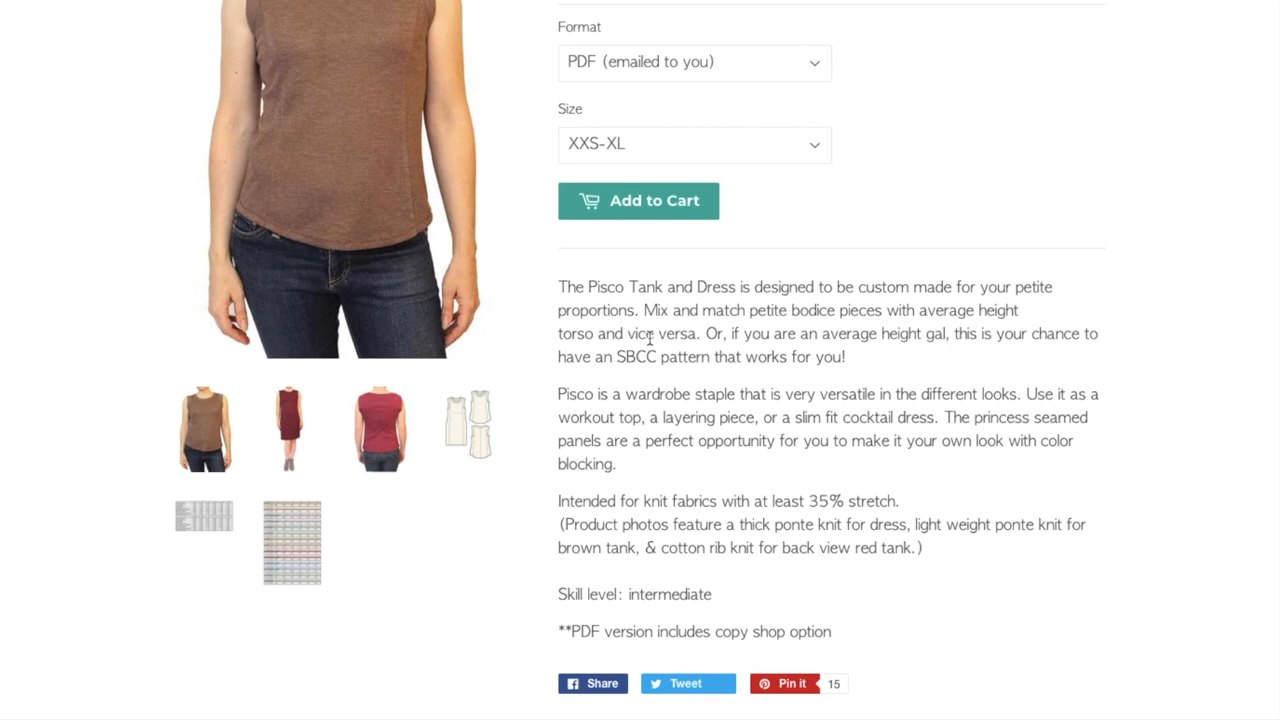 Format
PDF (emailed to you)
Size
XXS-XL
Add to Cart
The Pisco Tank and Dress is designed to be custom made for your petite
proportions. Mix and match petite bodice pieces with average height
torso and vice versa. Or, if you are an average height gal, this is your chance to
have an SBCC pattern that works for you!
Pisco is a wardrobe staple that is very versatile in the different looks. Use it as a
workout top, a layering piece, or a slim fit cocktail dress. The princess seamed
panels are a perfect opportunity for you to make it your own look with color
blocking.
Intended for knit fabrics with at least 35% stretch.
(Product photos feature a thick ponte knit for dress, light weight ponte knit for
brown tank, & cotton rib knit for back view red tank.)
Skill level: intermediate
**PDF version includes copy shop option
Share
Tweet
Pin it
15